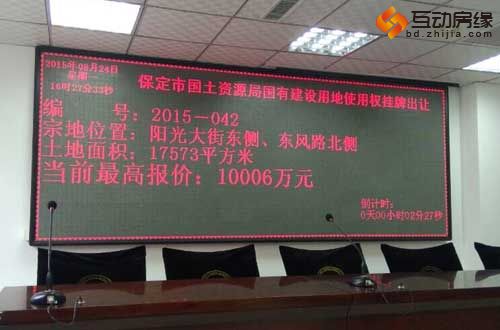 互动房缘
bd.zhijia.com
2015年08月24日
星期一
16时27分33秒
保定市国土资源局国有建设用地使用权挂牌出让
编 号：2015-042
宗地位置：阳光大街东侧、东风路北侧
土地面积：17573平方米
当前最高报价：10006万元
倒计时：
0天00小时02分27秒